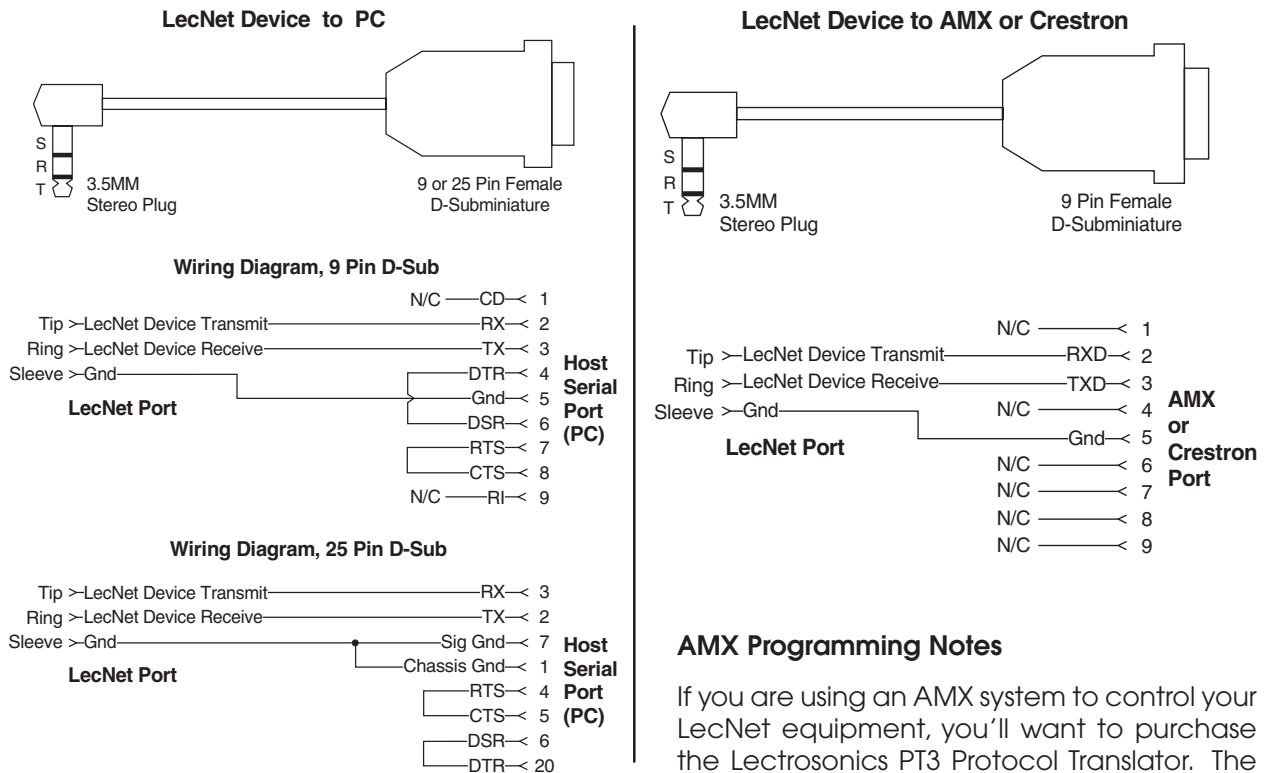 LecNet Device to PC
S
R
T
3.5MM
Stereo Plug
9 or 25 Pin Female
D-Subminiature
Wiring Diagram, 9 Pin D-Sub
N/C CD 1
Tip LecNet Device Transmit RX 2
Ring LecNet Device Receive TX 3
Sleeve Gnd
DTR 4
Gnd 5
DSR 6
RTS 7
CTS 8
N/C RI 9
LecNet Port
Host
Serial
Port
(PC)
Wiring Diagram, 25 Pin D-Sub
Tip LecNet Device Transmit RX 3
Ring LecNet Device Receive TX 2
Sleeve Gnd Sig Gnd 7
Chassis Gnd 1
RTS 4
CTS 5
DSR 6
DTR 20
LecNet Port
Host
Serial
Port
(PC)
LecNet Device to AMX or Crestron
S
R
T
3.5MM
Stereo Plug
9 Pin Female
D-Subminiature
N/C 1
Tip LecNet Device Transmit RXD 2
Ring LecNet Device Receive TXD 3
Sleeve Gnd
N/C 4
Gnd 5
N/C 6
N/C 7
N/C 8
N/C 9
LecNet Port
AMX
or
Crestron
Port
AMX Programming Notes
If you are using an AMX system to control your
LecNet equipment, you'll want to purchase
the Lectrosonics PT3 Protocol Translator. The